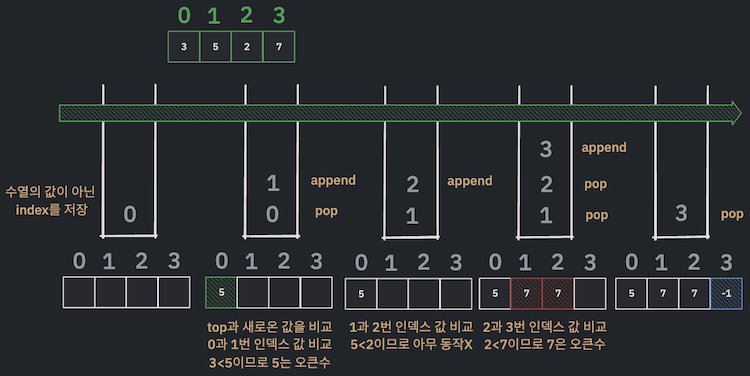 0 1 2 3
3 5 2 7
수열의 값이 아닌
index를 저장
0
1 append
0 pop
2 append
1
3 append
2 pop
1 pop
3 pop
0 1 2 3
0 1 2 3
5
0 1 2 3
5
0 1 2 3
5 7 7
0 1 2 3
5 7 7 -1
top과 새로온 값을 비교
0과 1번 인덱스 값 비교
3<5이므로 5는 오큰수
1과 2번 인덱스 값 비교
5<2이므로 아무 동작X
2과 3번 인덱스 값 비교
2<7이므로 7은 오큰수